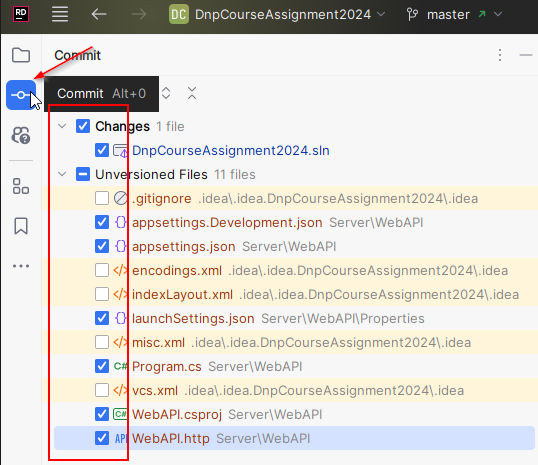 RD DC DnpCourseAssignment2024 master
Commit
Commit Alt+0
Changes 1 file
DnpCourseAssignment2024.sln
Unversioned Files 11 files
.gitignore .idea\.idea.DnpCourseAssignment2024\.idea
{} appsettings.Development.json Server\WebAPI
{} appsettings.json Server\WebAPI
</> encodings.xml .idea\.idea.DnpCourseAssignment2024\.idea
</> indexLayout.xml .idea\.idea.DnpCourseAssignment2024\.idea
{} launchSettings.json Server\WebAPI\Properties
</> misc.xml .idea\.idea.DnpCourseAssignment2024\.idea
C# Program.cs Server\WebAPI
</> vcs.xml .idea\.idea.DnpCourseAssignment2024\.idea
C# WebAPI.csproj Server\WebAPI
API WebAPI.http Server\WebAPI